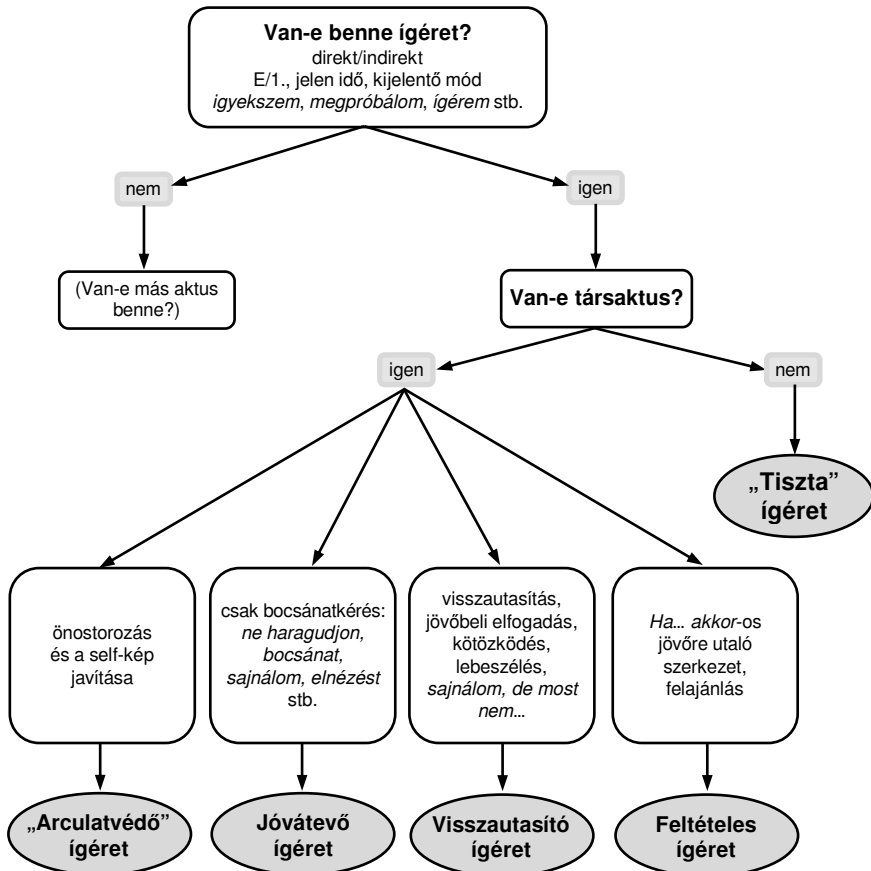 Van-e benne ígéret?
direkt/indirekt
E/1., jelen idő, kijelentő mód
igyekszem, megpróbálom, ígérem stb.
nem
igen
(Van-e más aktus
benne?)
Van-e társaktus?
igen
nem
„Tiszta”
ígéret
önostorozás
és a self-kép
javítása
csak bocsánatkérés:
ne haragudjon,
bocsánat,
sajnálom, elnézést
stb.
visszautasítás,
jövőbeli elfogadás,
kötözködés,
lebeszélés,
sajnálom, de most
nem...
Ha... akkor-os
jövőre utaló
szerkezet,
felajánlás
„Arculatvédő”
ígéret
Jóvátevő
ígéret
Visszautasító
ígéret
Feltételes
ígéret